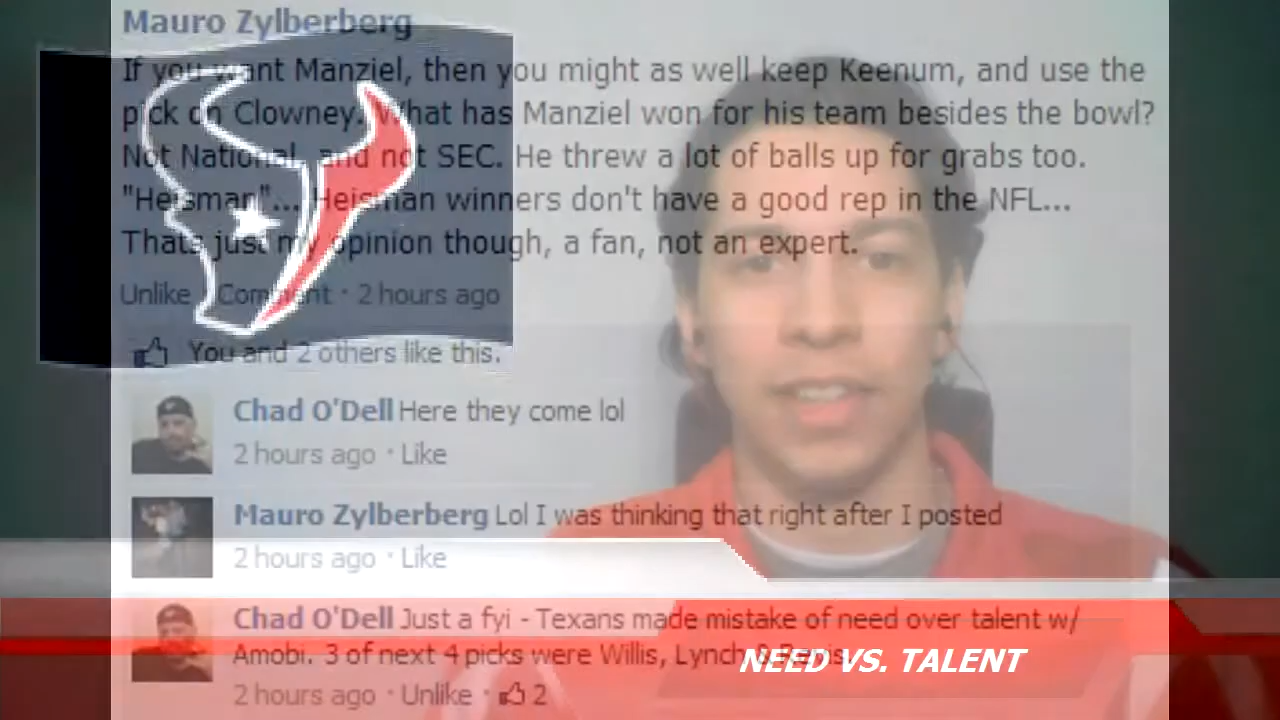 Mauro Zylberberg
If you want Manziel, then you might as well keep Keenum, and use the
pick on Clowney. What has Manziel won for his team besides the bowl?
Not National, and not SEC. He threw a lot of balls up for grabs too.
"Heisman"... Heisman winners don't have a good rep in the NFL...
Thats just my opinion though, a fan, not an expert.
Unlike · Comment · 2 hours ago
You and 2 others like this.
Chad O'Dell Here they come lol
2 hours ago · Like
Mauro Zylberberg Lol I was thinking that right after I posted
2 hours ago · Like
Chad O'Dell Just a fyi - Texans made mistake of need over talent w/
Amobi. 3 of next 4 picks were Willis, Lynch & Revis
NEED VS. TALENT
2 hours ago · Unlike · 2